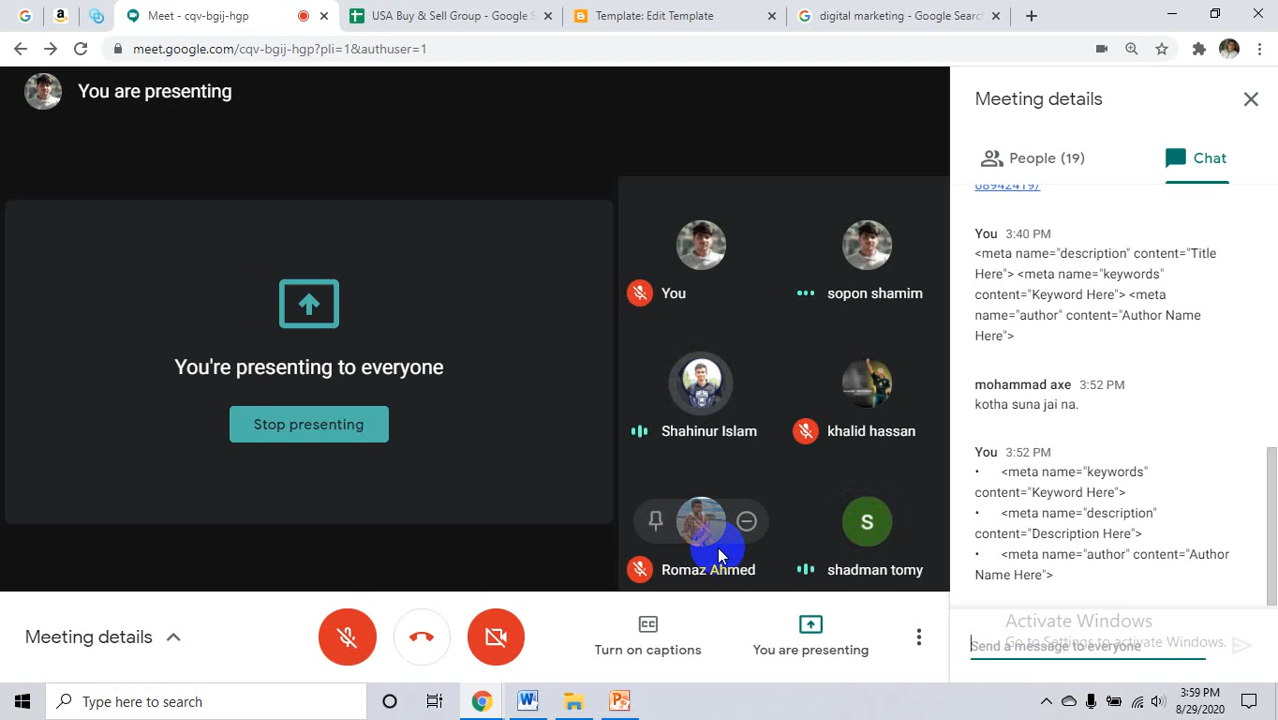 Meet - cqv-bgij-hgp
USA Buy & Sell Group - Google S
Template: Edit Template
digital marketing - Google Searc
meet.google.com/cqv-bgij-hgp?pli=1&authuser=1
You are presenting
You're presenting to everyone
Stop presenting
You
sopon shamim
Shahinur Islam
khalid hassan
Romaz Ahmed
S
shadman tomy
Meeting details
People (19)
Chat
08942419/
You 3:40 PM
<meta name="description" content="Title
Here"> <meta name="keywords"
content="Keyword Here"> <meta
name="author" content="Author Name
Here">
mohammad axe 3:52 PM
kotha suna jai na.
You 3:52 PM
• <meta name="keywords"
content="Keyword Here">
• <meta name="description"
content="Description Here">
• <meta name="author" content="Author
Name Here">
Activate Windows
Go to Settings to activate Windows.
Send a message to everyone
Meeting details
CC
Turn on captions
You are presenting
Type here to search
3:59 PM
8/29/2020